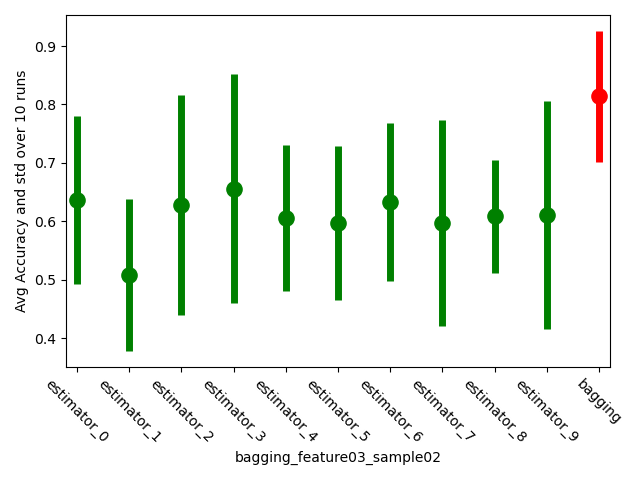 Avg Accuracy and std over 10 runs
0.9
0.8
0.7
0.6
0.5
0.4
estimator_0
estimator_1
estimator_2
estimator_3
estimator_4
estimator_5
estimator_6
estimator_7
estimator_8
estimator_9
bagging
bagging_feature03_sample02